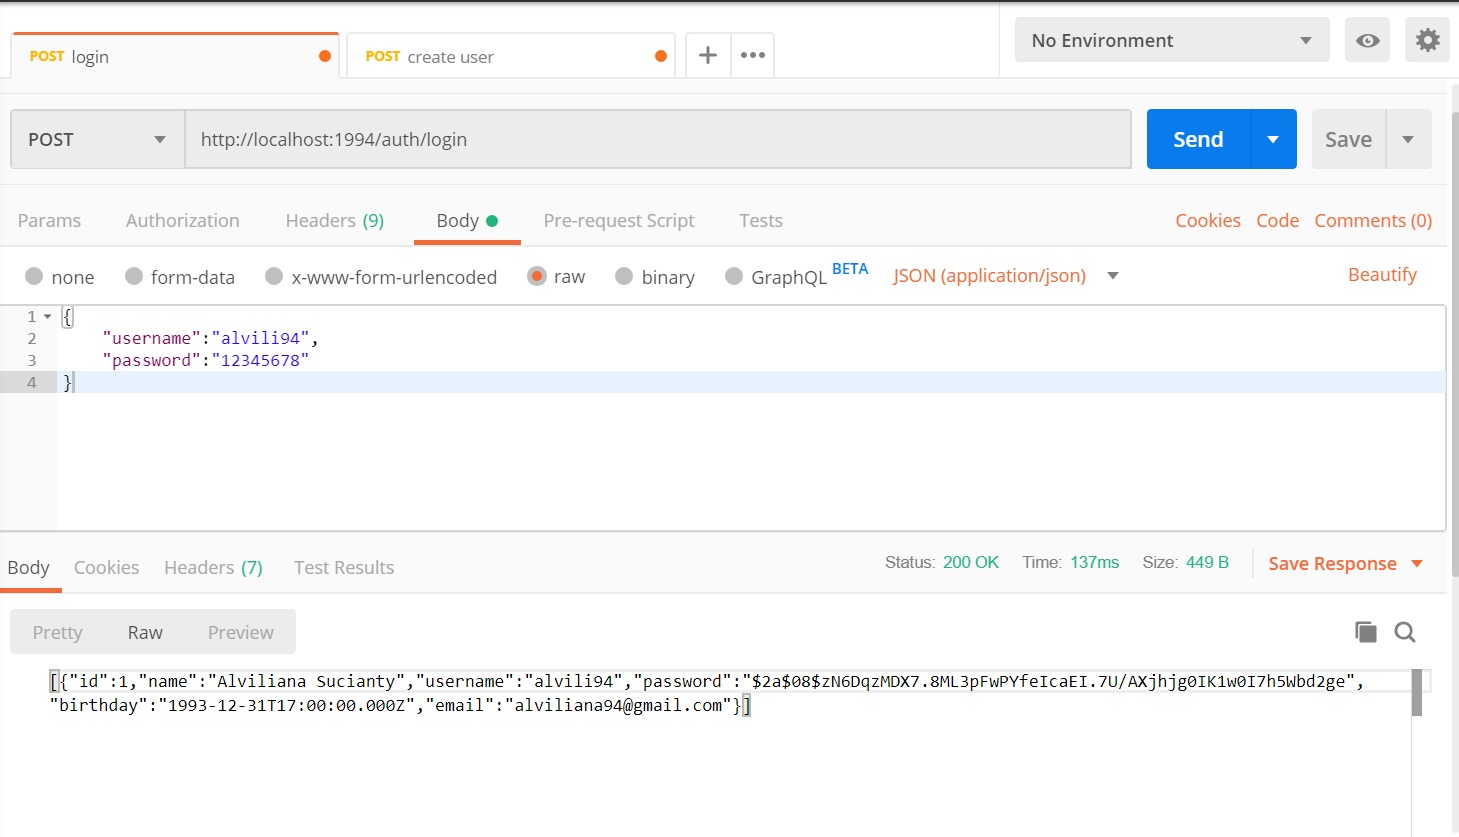 POST login
POST create user
No Environment
POST
http://localhost:1994/auth/login
Send
Save
Params Authorization Headers (9) Body Pre-request Script Tests Cookies Code Comments (0)
none form-data x-www-form-urlencoded raw binary GraphQL BETA JSON (application/json) Beautify
1 {
2 "username":"alvili94",
3 "password":"12345678"
4 }
Body Cookies Headers (7) Test Results Status: 200 OK Time: 137ms Size: 449 B Save Response
Pretty Raw Preview
[{"id":1,"name":"Alviliana Sucianty","username":"alvili94","password":"$2a$08$zN6DqzMDX7.8ML3pFwPYfeIcaEI.7U/AXjhjg0IK1w0I7h5Wbd2ge",
"birthday":"1993-12-31T17:00:00.000Z","email":"alviliana94@gmail.com"}]